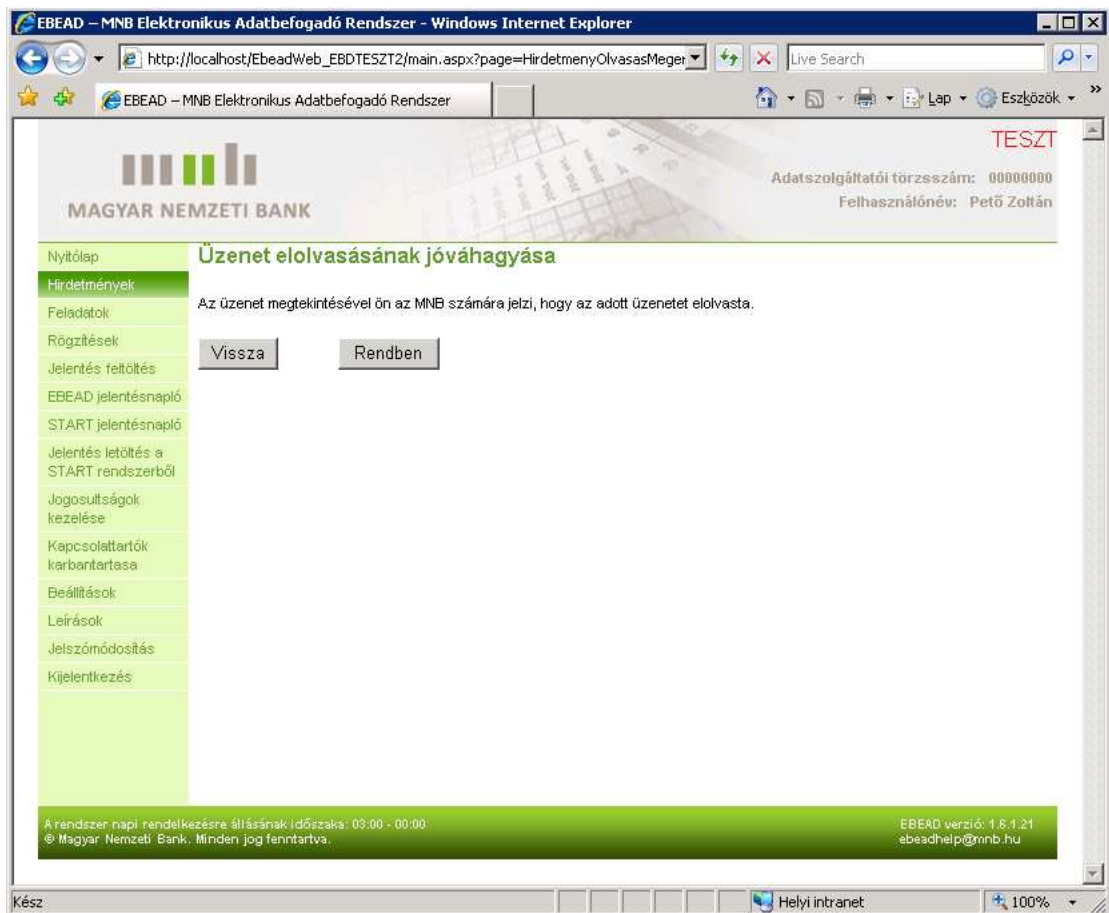 EBEAD – MNB Elektronikus Adatbefogadó Rendszer - Windows Internet Explorer
http://localhost/EbeadWeb_EBDTESZT2/main.aspx?page=HirdetmenyOlvasasMeger
Live Search
EBEAD – MNB Elektronikus Adatbefogadó Rendszer
Lap
Eszközök
»
TESZT
Adatszolgáltatói törzsszám: 00000000
Felhasználónév: Pető Zoltán
MAGYAR NEMZETI BANK
Nyitólap
Hirdetmények
Feladatok
Rögzítések
Jelentés feltöltés
EBEAD jelentésnapló
START jelentésnapló
Jelentés letöltés a
START rendszerből
Jogosultságok
kezelése
Kapcsolattartók
karbantartasa
Beállítások
Leírások
Jelszómódosítás
Kijelentkezés
Üzenet elolvasásának jóváhagyása
Az üzenet megtekintésével ön az MNB számára jelzi, hogy az adott üzenetet elolvasta.
Vissza
Rendben
A rendszer napi rendelkezésre állásának időszaka: 03:00 - 00:00
© Magyar Nemzeti Bank. Minden jog fenntartva.
EBEAD verzió: 1.6.1.21
ebeadhelp@mnb.hu
Kész
Helyi intranet
100%